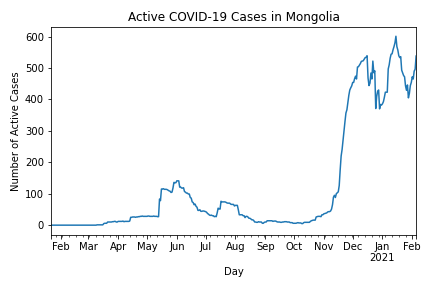 Active COVID-19 Cases in Mongolia
Number of Active Cases
600
500
400
300
200
100
0
Feb Mar Apr May Jun Jul Aug Sep Oct Nov Dec Jan Feb
2021
Day